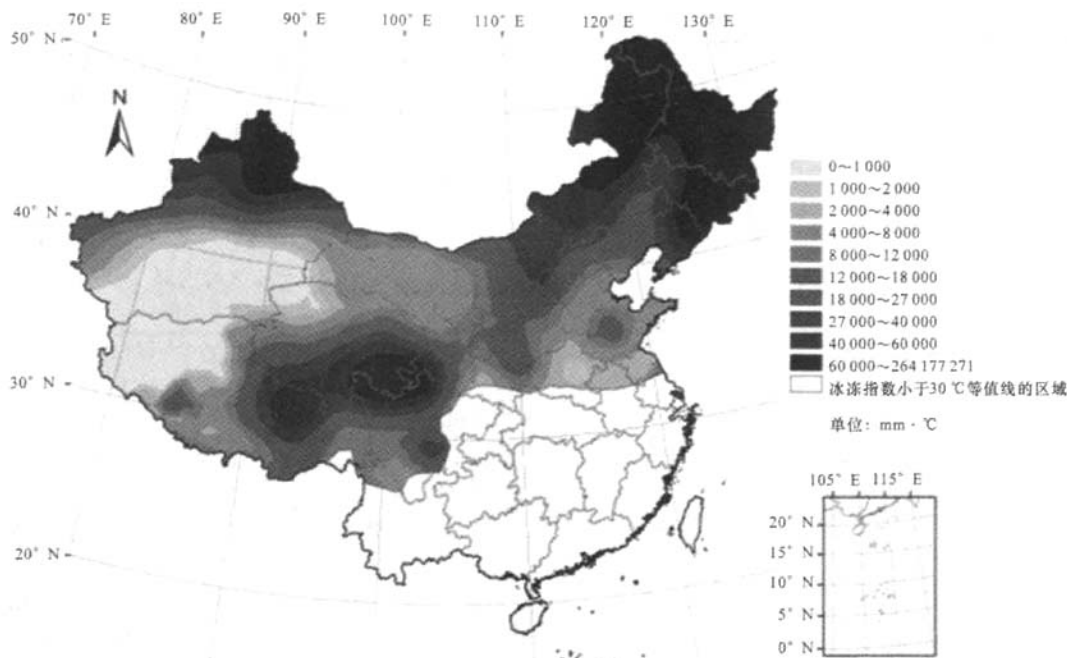 70° E
80° E
90° E
100° E
110° E
120° E
130° E
50° N
40° N
30° N
20° N
N
0～1 000
1 000～2 000
2 000～4 000
4 000～8 000
8 000～12 000
12 000～18 000
18 000～27 000
27 000～40 000
40 000～60 000
60 000～264 177 271
冰冻指数小于30 ℃等值线的区域
单位：mm · ℃
105° E 115° E
20° N
15° N
10° N
5° N
0° N